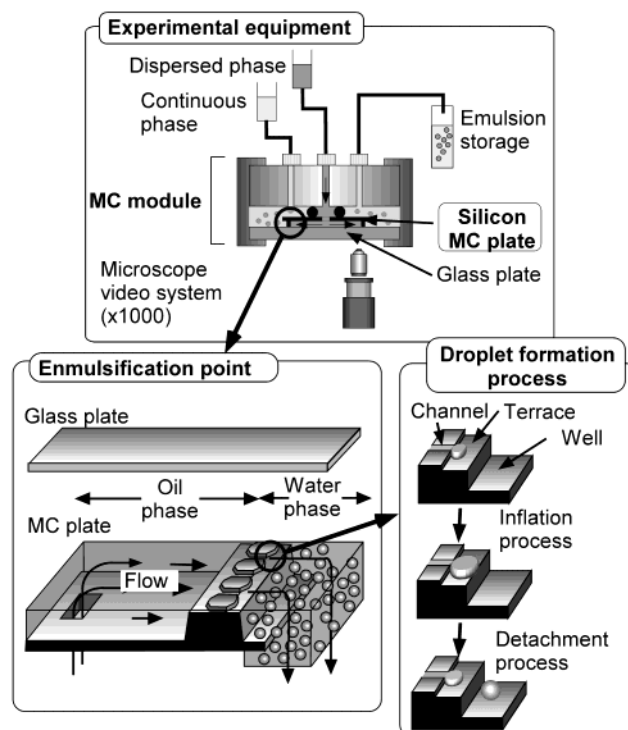 Experimental equipment
Dispersed phase
Continuous
phase
Emulsion
storage
MC module
Silicon
MC plate
Glass plate
Microscope
video system
(x1000)
Enmulsification point
Glass plate
Oil
phase
Water
phase
MC plate
Flow
Droplet formation
process
Channel
Terrace
Well
Inflation
process
Detachment
process